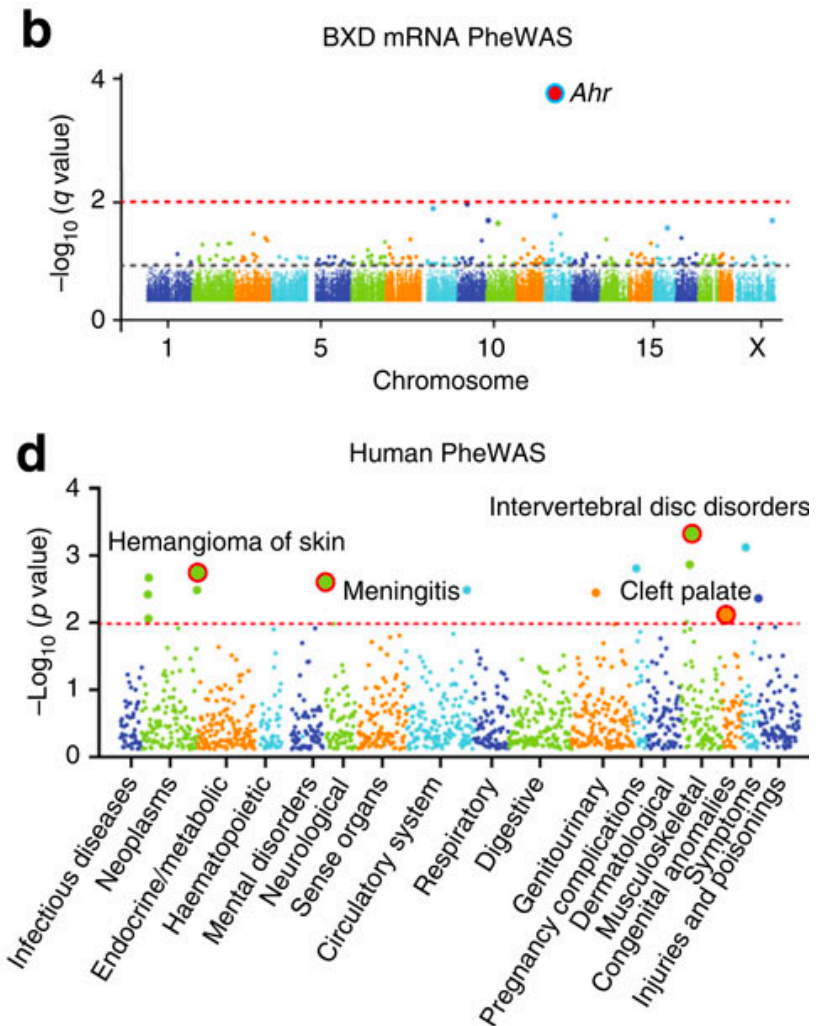 b
BXD mRNA PheWAS
4
Ahr
2
0
−log10 (q value)
1 5 10 15 X
Chromosome
d
Human PheWAS
4
Intervertebral disc disorders
Hemangioma of skin
3
Meningitis
Cleft palate
2
1
0
−Log10 (p value)
Infectious diseases
Neoplasms
Endocrine/metabolic
Haematopoietic
Mental disorders
Neurological
Sense organs
Circulatory system
Respiratory
Digestive
Genitourinary
Pregnancy complications
Dermatological
Musculoskeletal
Congenital anomalies
Symptoms
Injuries and poisonings